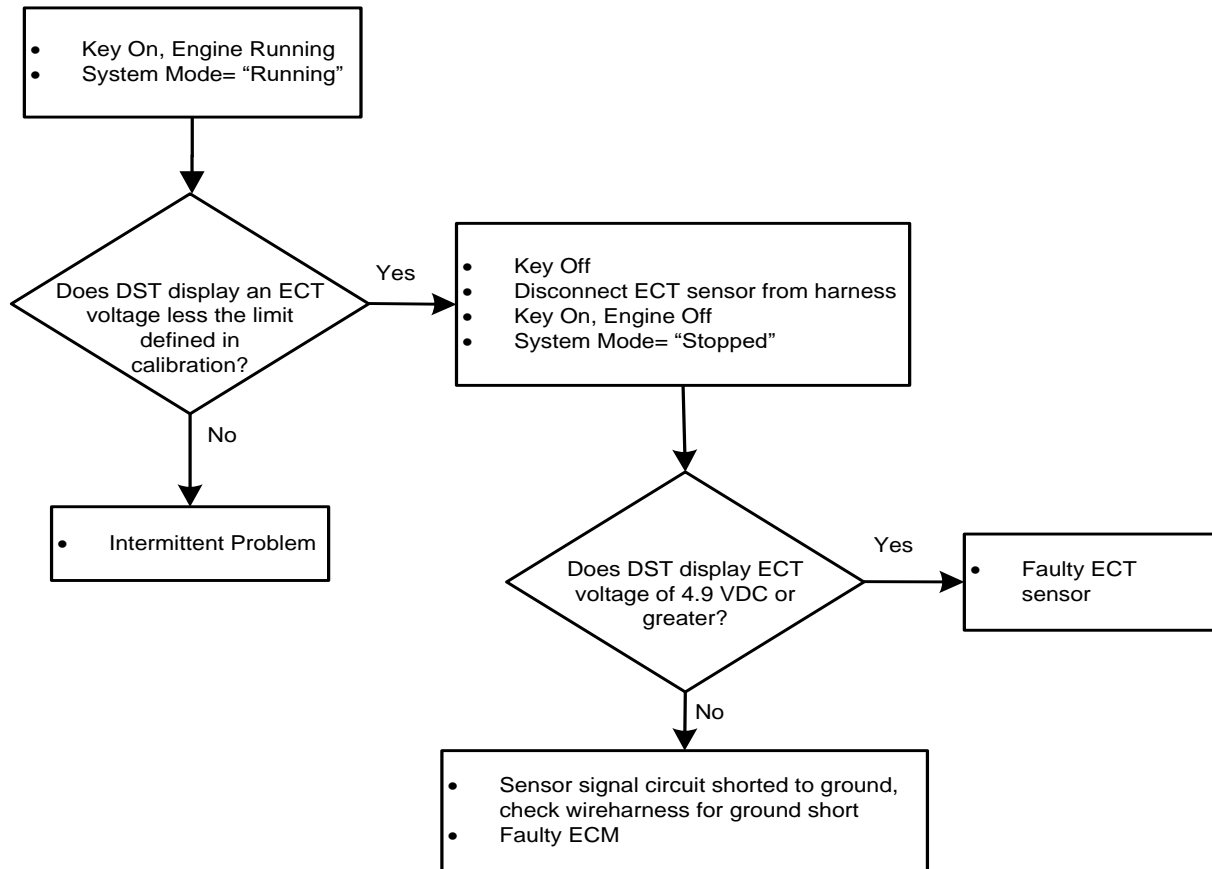 • Key On, Engine Running
• System Mode= “Running”
Does DST display an ECT
voltage less the limit
defined in
calibration?
Yes
No
• Intermittent Problem
• Key Off
• Disconnect ECT sensor from harness
• Key On, Engine Off
• System Mode= “Stopped”
Does DST display ECT
voltage of 4.9 VDC or
greater?
Yes
• Faulty ECT
sensor
No
• Sensor signal circuit shorted to ground,
check wireharness for ground short
• Faulty ECM